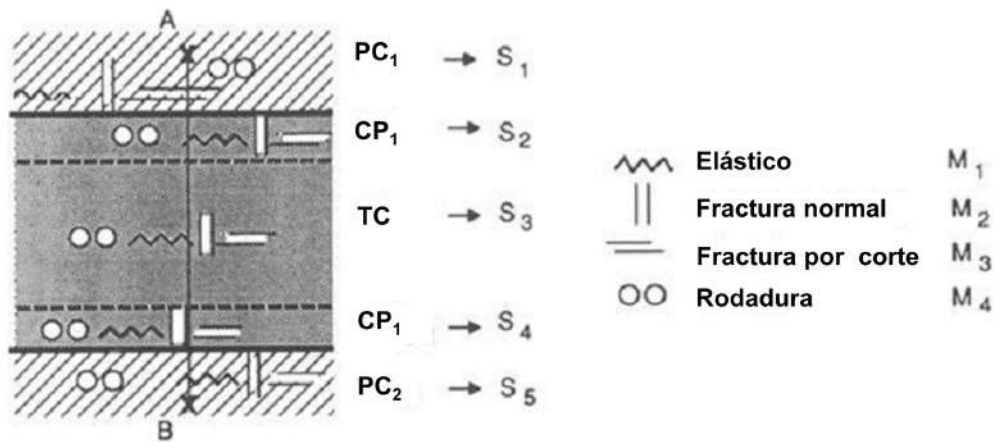 A
PC₁ → S₁
CP₁ → S₂
TC → S₃
CP₁ → S₄
PC₂ → S₅
B
Elástico M₁
Fractura normal M₂
Fractura por corte M₃
Rodadura M₄